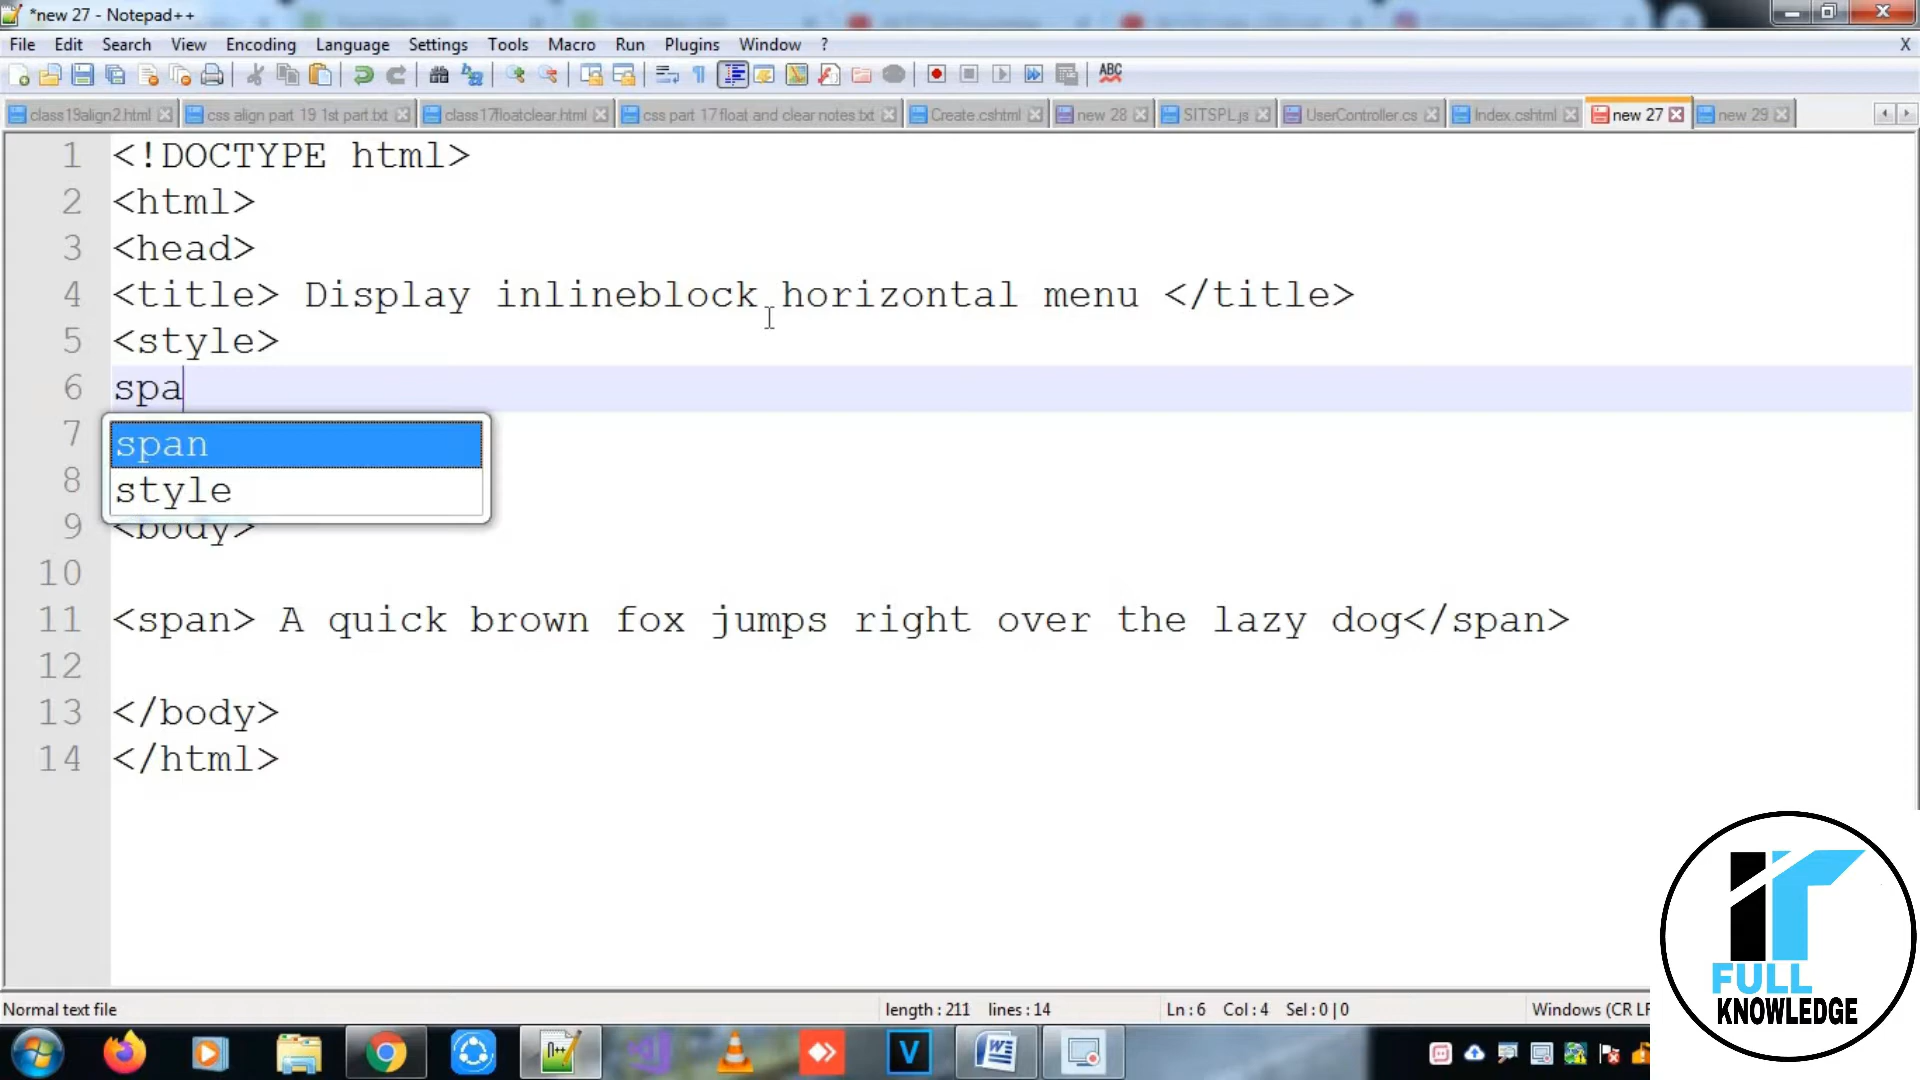 *new 27 - Notepad++
File Edit Search View Encoding Language Settings Tools Macro Run Plugins Window ? X
class19align2.html css align part 19 1st part.txt class17floatclear.html css part 17 float and clear notes.txt Create.cshtml new 28 SITSPL.js UserController.cs Index.cshtml new 27 new 29
1 <!DOCTYPE html>
2 <html>
3 <head>
4 <title> Display inlineblock horizontal menu </title>
5 <style>
6 spa
7 span
8 style
9 <body>
10
11 <span> A quick brown fox jumps right over the lazy dog</span>
12
13 </body>
14 </html>
Normal text file length : 211 lines : 14 Ln : 6 Col : 4 Sel : 0 | 0 Windows (CR LF
FULL
KNOWLEDGE